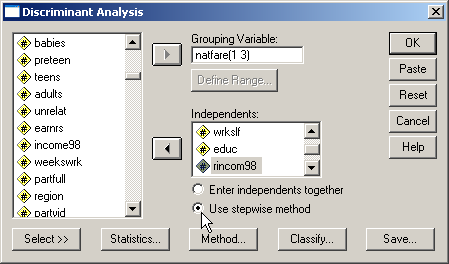 Discriminant Analysis
babies
preteen
teens
adults
unrelat
earnrs
income98
weekswrk
partfull
region
partyid
Grouping Variable:
natfare(1 3)
Define Range...
Independents:
wrkslf
educ
rincom98
Enter independents together
Use stepwise method
OK
Paste
Reset
Cancel
Help
Select >>
Statistics...
Method...
Classify...
Save...